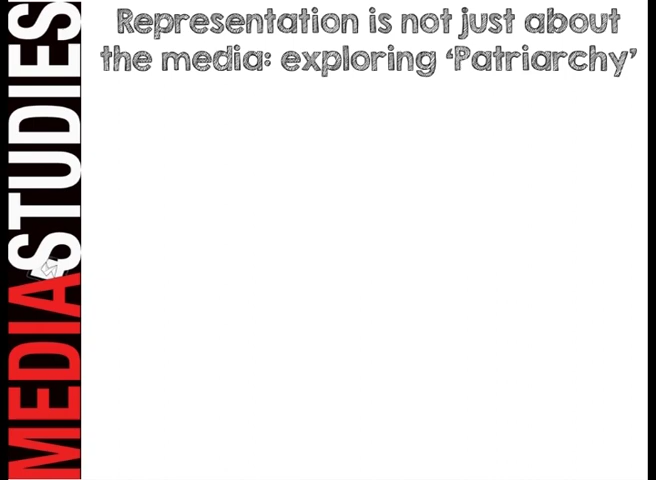 Representation is not just about
the media: exploring ‘Patriarchy’
MEDIASTUDIES